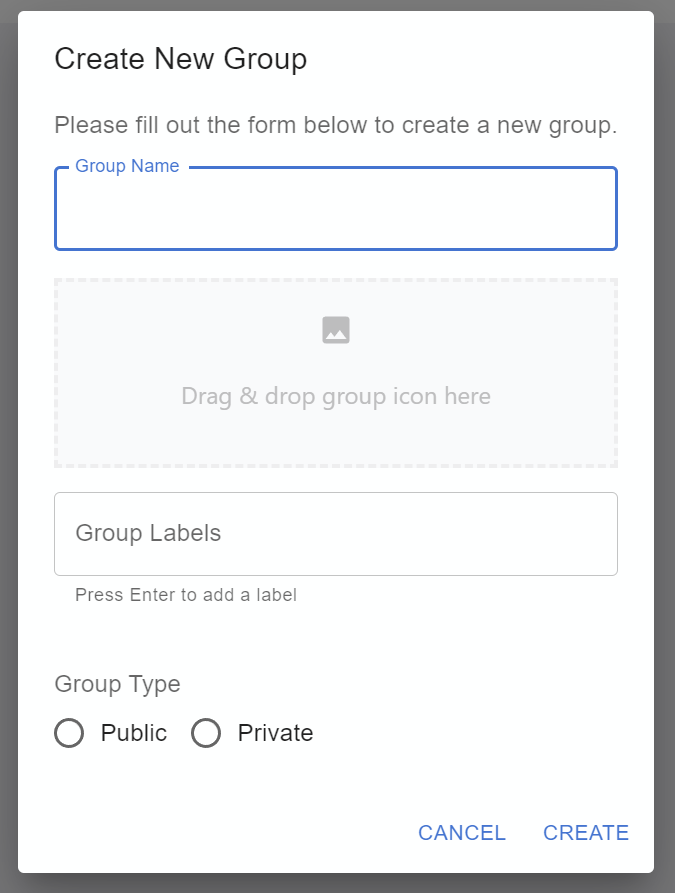 Create New Group
Please fill out the form below to create a new group.
Group Name
Drag & drop group icon here
Group Labels
Press Enter to add a label
Group Type
Public Private
CANCEL CREATE